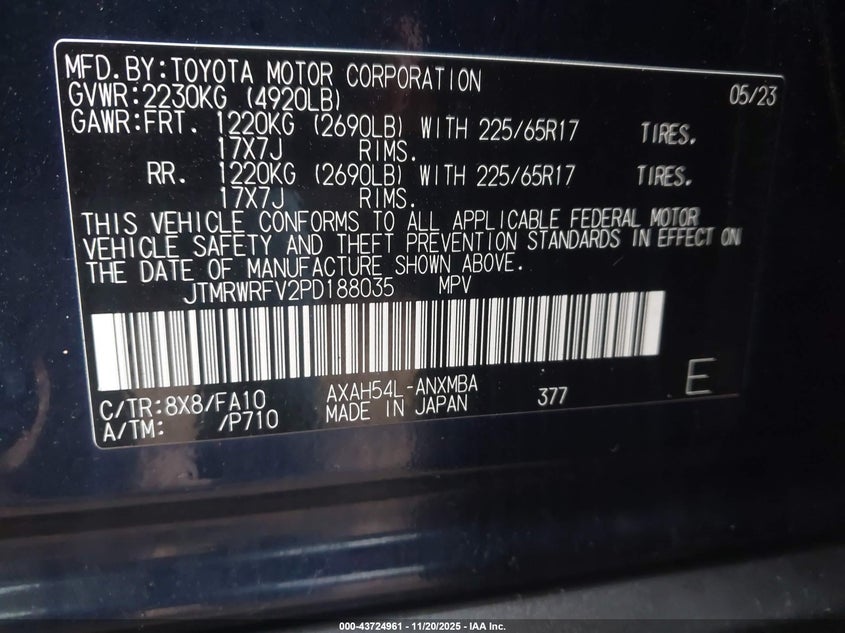 MFD.BY:TOYOTA MOTOR CORPORATION 05/23
GVWR:2230KG (4920LB)
GAWR:FRT. 1220KG (2690LB) WITH 225/65R17 TIRES.
17X7J RIMS.
RR. 1220KG (2690LB) WITH 225/65R17 TIRES.
17X7J RIMS.
THIS VEHICLE CONFORMS TO ALL APPLICABLE FEDERAL MOTOR
VEHICLE SAFETY AND THEFT PREVENTION STANDARDS IN EFFECT ON
THE DATE OF MANUFACTURE SHOWN ABOVE.
JTMRWRFV2PD188035 MPV
C/TR:8X8/FA10 AXAH54L-ANXMBA 377 E
A/TM: /P710 MADE IN JAPAN
000-43724961 - 11/20/2025 - IAA Inc.